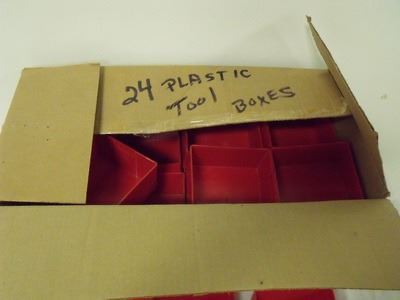 24 PLASTIC
Tool BOXES